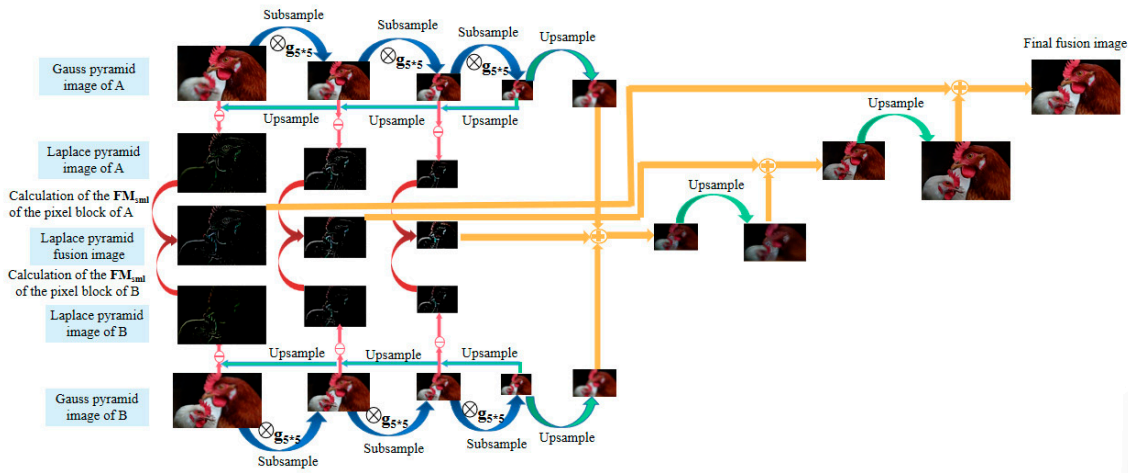 Subsample
Subsample
Subsample
Upsample
⊗g5*5
⊗g5*5
⊗g5*5
Final fusion image
Gauss pyramid
image of A
Upsample
Upsample
Upsample
Upsample
Laplace pyramid
image of A
Calculation of the FMsml
of the pixel block of A
Upsample
Laplace pyramid
fusion image
Calculation of the FMsml
of the pixel block of B
Laplace pyramid
image of B
Upsample
Upsample
Upsample
Gauss pyramid
image of B
⊗g5*5
⊗g5*5
⊗g5*5
Subsample
Subsample
Subsample
Upsample